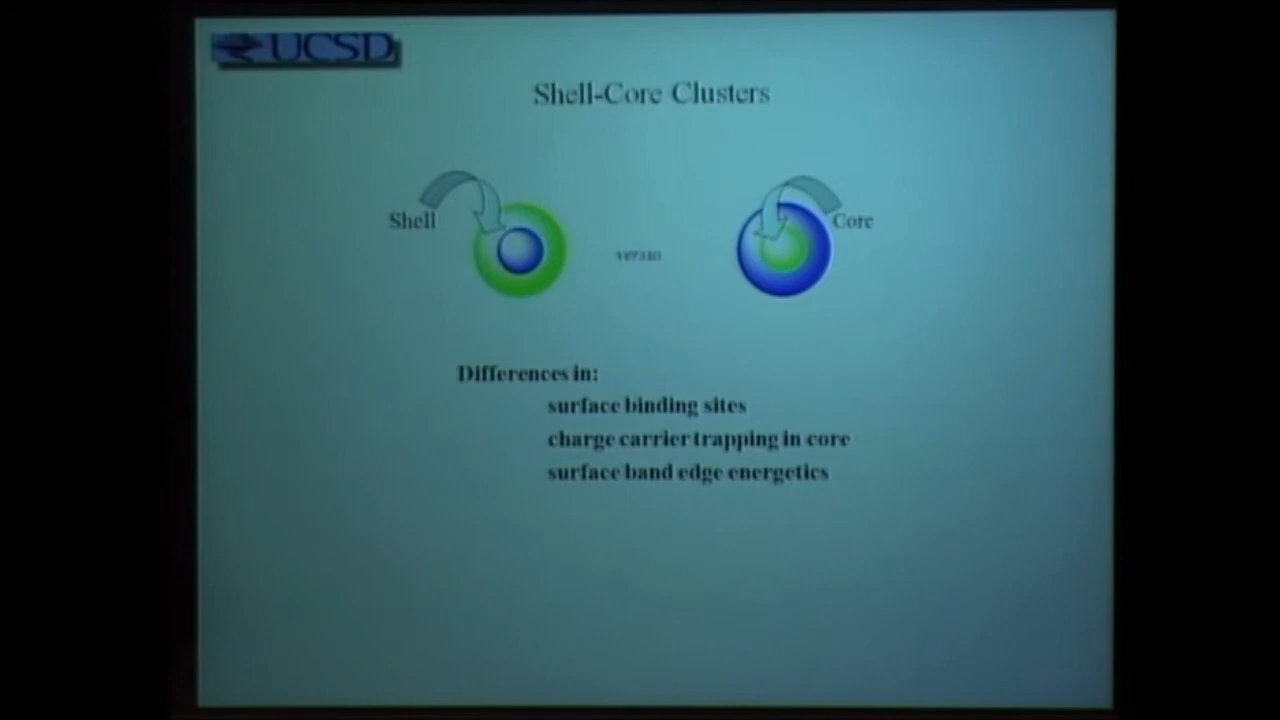 UCSD
Shell-Core Clusters
Shell
Core
versus
Differences in:
surface binding sites
charge carrier trapping in core
surface band edge energetics